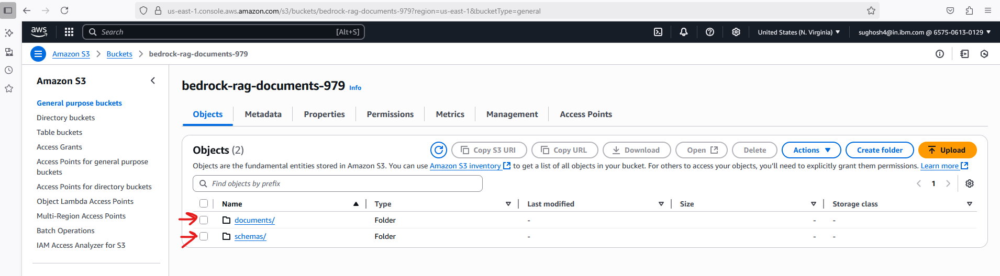 us-east-1.console.aws.amazon.com/s3/buckets/bedrock-rag-documents-979?region=us-east-1&bucketType=general
aws Search [Alt+S] United States (N. Virginia) sughosh4@in.ibm.com @ 6575-0613-0129
Amazon S3 Buckets bedrock-rag-documents-979
Amazon S3
General purpose buckets
Directory buckets
Table buckets
Access Grants
Access Points for general purpose
buckets
Access Points for directory buckets
Object Lambda Access Points
Multi-Region Access Points
Batch Operations
IAM Access Analyzer for S3
bedrock-rag-documents-979 Info
Objects Metadata Properties Permissions Metrics Management Access Points
Objects (2) Copy S3 URI Copy URL Download Open Delete Actions Create folder Upload
Objects are the fundamental entities stored in Amazon S3. You can use Amazon S3 inventory to get a list of all objects in your bucket. For others to access your objects, you'll need to explicitly grant them permissions. Learn more
Find objects by prefix 1
Name Type Last modified Size Storage class
documents/ Folder - - -
schemas/ Folder - - -